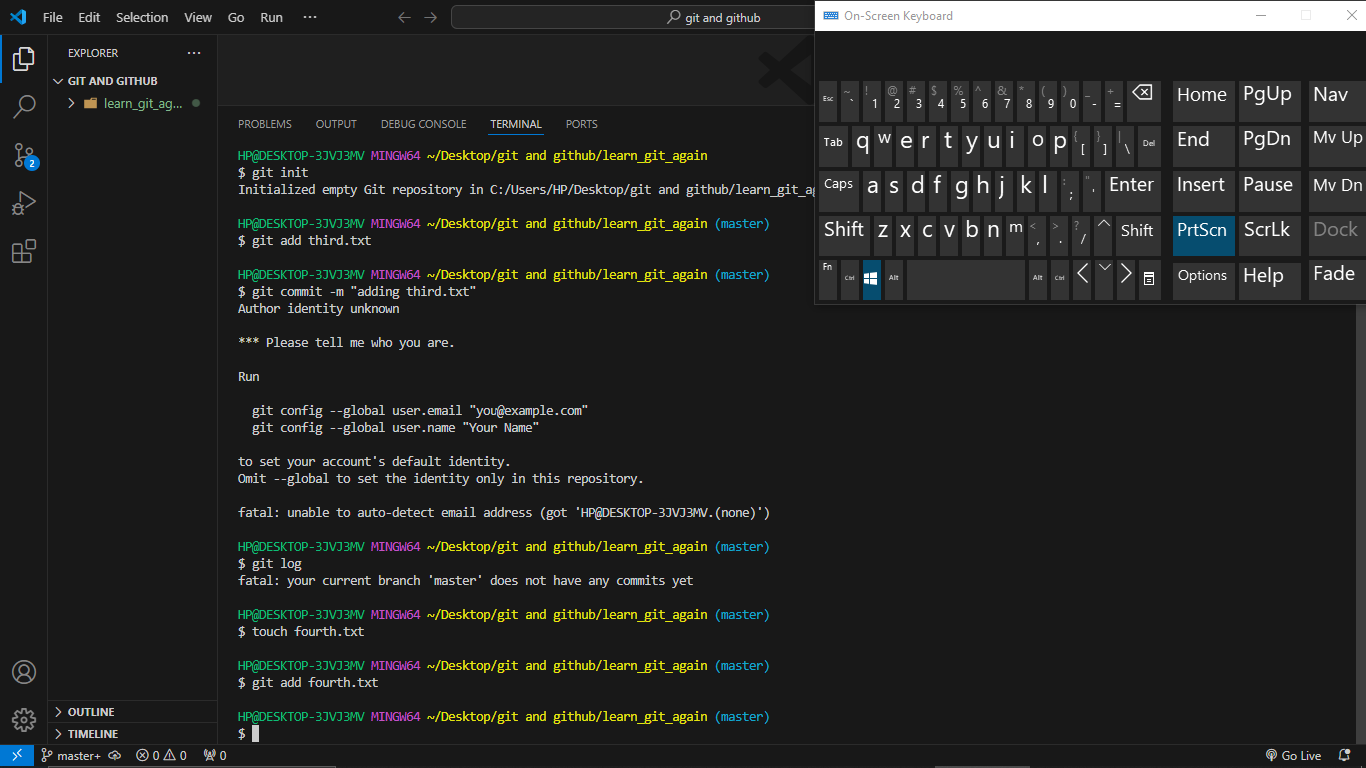 File Edit Selection View Go Run ···
git and github
On-Screen Keyboard
EXPLORER ···
GIT AND GITHUB
learn_git_ag...
2
PROBLEMS OUTPUT DEBUG CONSOLE TERMINAL PORTS
HP@DESKTOP-3JVJ3MV MINGW64 ~/Desktop/git and github/learn_git_again
$ git init
Initialized empty Git repository in C:/Users/HP/Desktop/git and github/learn_git_ag
HP@DESKTOP-3JVJ3MV MINGW64 ~/Desktop/git and github/learn_git_again (master)
$ git add third.txt
HP@DESKTOP-3JVJ3MV MINGW64 ~/Desktop/git and github/learn_git_again (master)
$ git commit -m "adding third.txt"
Author identity unknown
*** Please tell me who you are.
Run
git config --global user.email "you@example.com"
git config --global user.name "Your Name"
to set your account's default identity.
Omit --global to set the identity only in this repository.
fatal: unable to auto-detect email address (got 'HP@DESKTOP-3JVJ3MV.(none)')
HP@DESKTOP-3JVJ3MV MINGW64 ~/Desktop/git and github/learn_git_again (master)
$ git log
fatal: your current branch 'master' does not have any commits yet
HP@DESKTOP-3JVJ3MV MINGW64 ~/Desktop/git and github/learn_git_again (master)
$ touch fourth.txt
HP@DESKTOP-3JVJ3MV MINGW64 ~/Desktop/git and github/learn_git_again (master)
$ git add fourth.txt
HP@DESKTOP-3JVJ3MV MINGW64 ~/Desktop/git and github/learn_git_again (master)
$
Esc ~ ` ! 1 @ 2 # 3 $ 4 % 5 ^ 6 & 7 * 8 ( 9 ) 0 _ - + = Home PgUp Nav
Tab q w e r t y u i o p { [ } ] | \ Del End PgDn Mv Up
Caps a s d f g h j k l : ; " ' Enter Insert Pause Mv Dn
Shift z x c v b n m < , > . ? / ^ Shift PrtScn ScrLk Dock
Fn Ctrl Alt Alt Ctrl Options Help Fade
OUTLINE
TIMELINE
master+ 0 0 0 Go Live